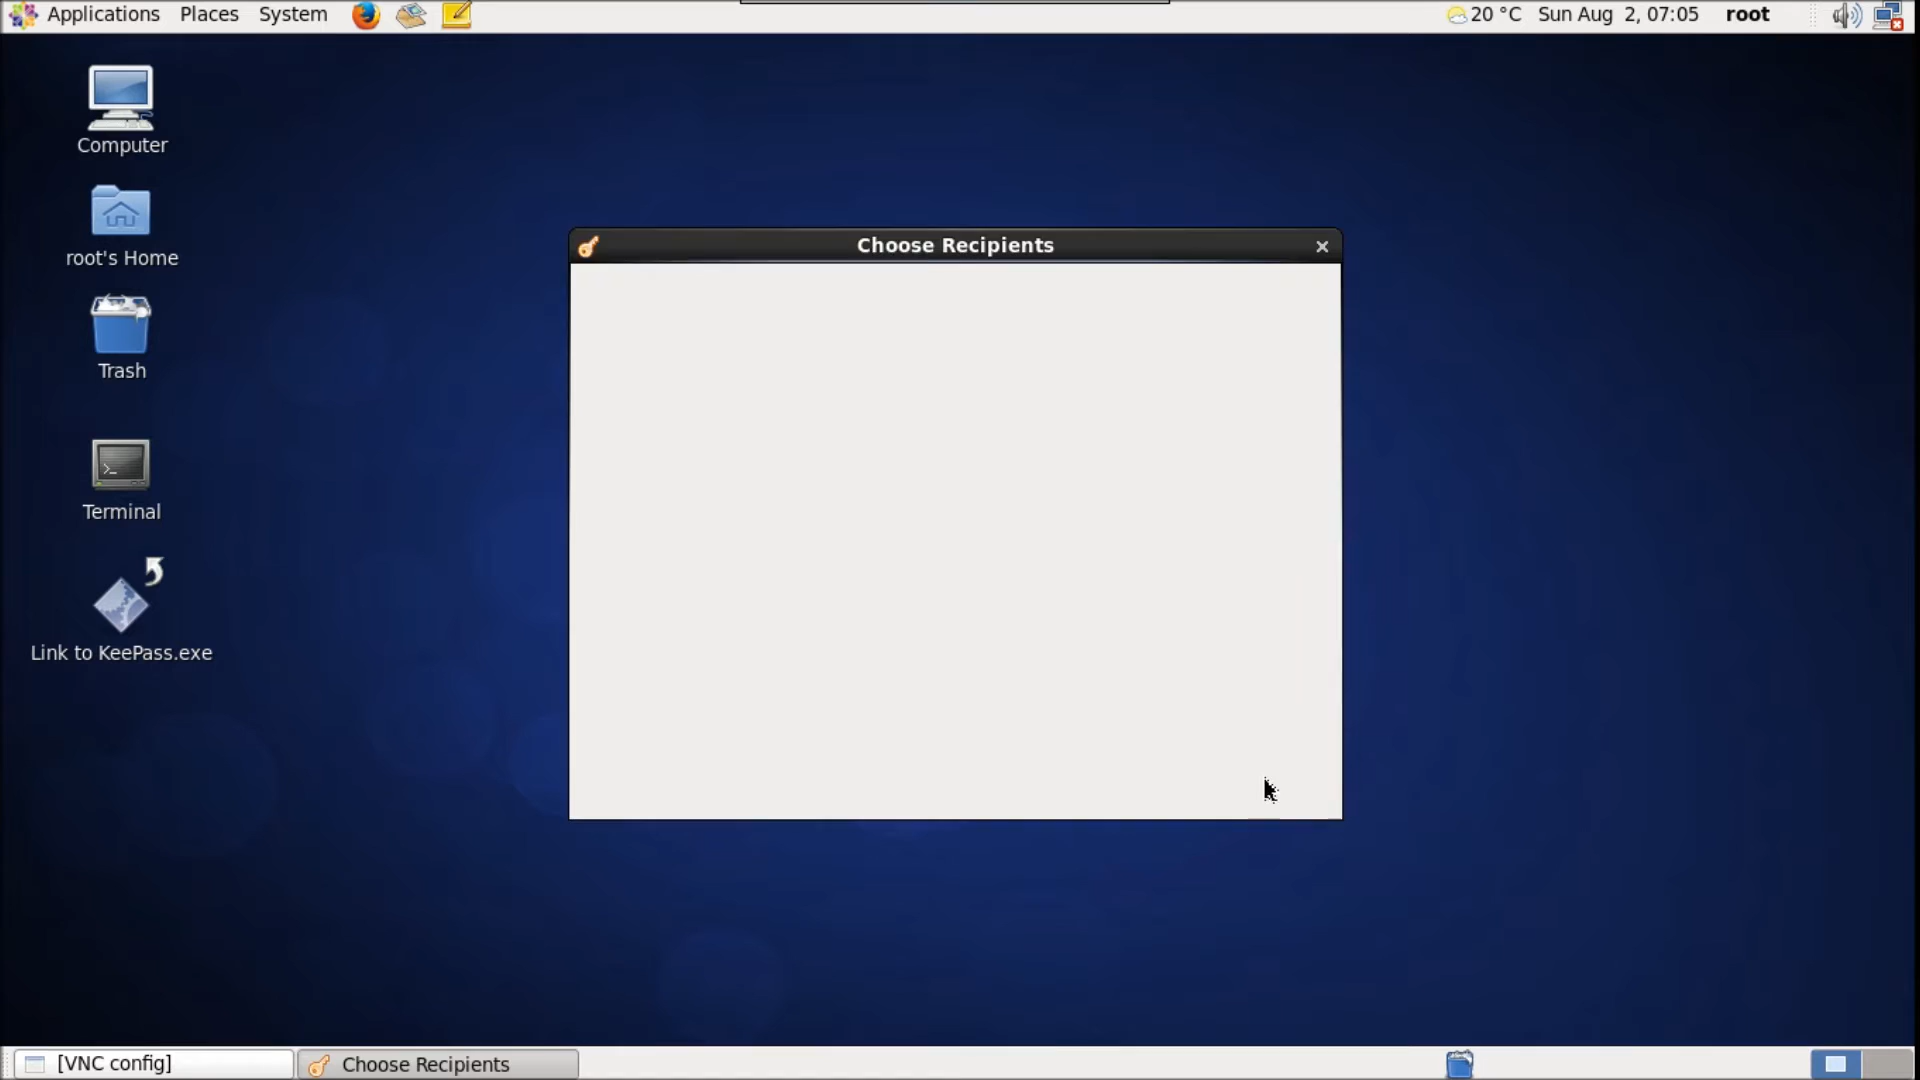 Applications Places System 20 °C Sun Aug 2, 07:05 root
Computer
root's Home
Trash
Terminal
Link to KeePass.exe
Choose Recipients
[VNC config] Choose Recipients